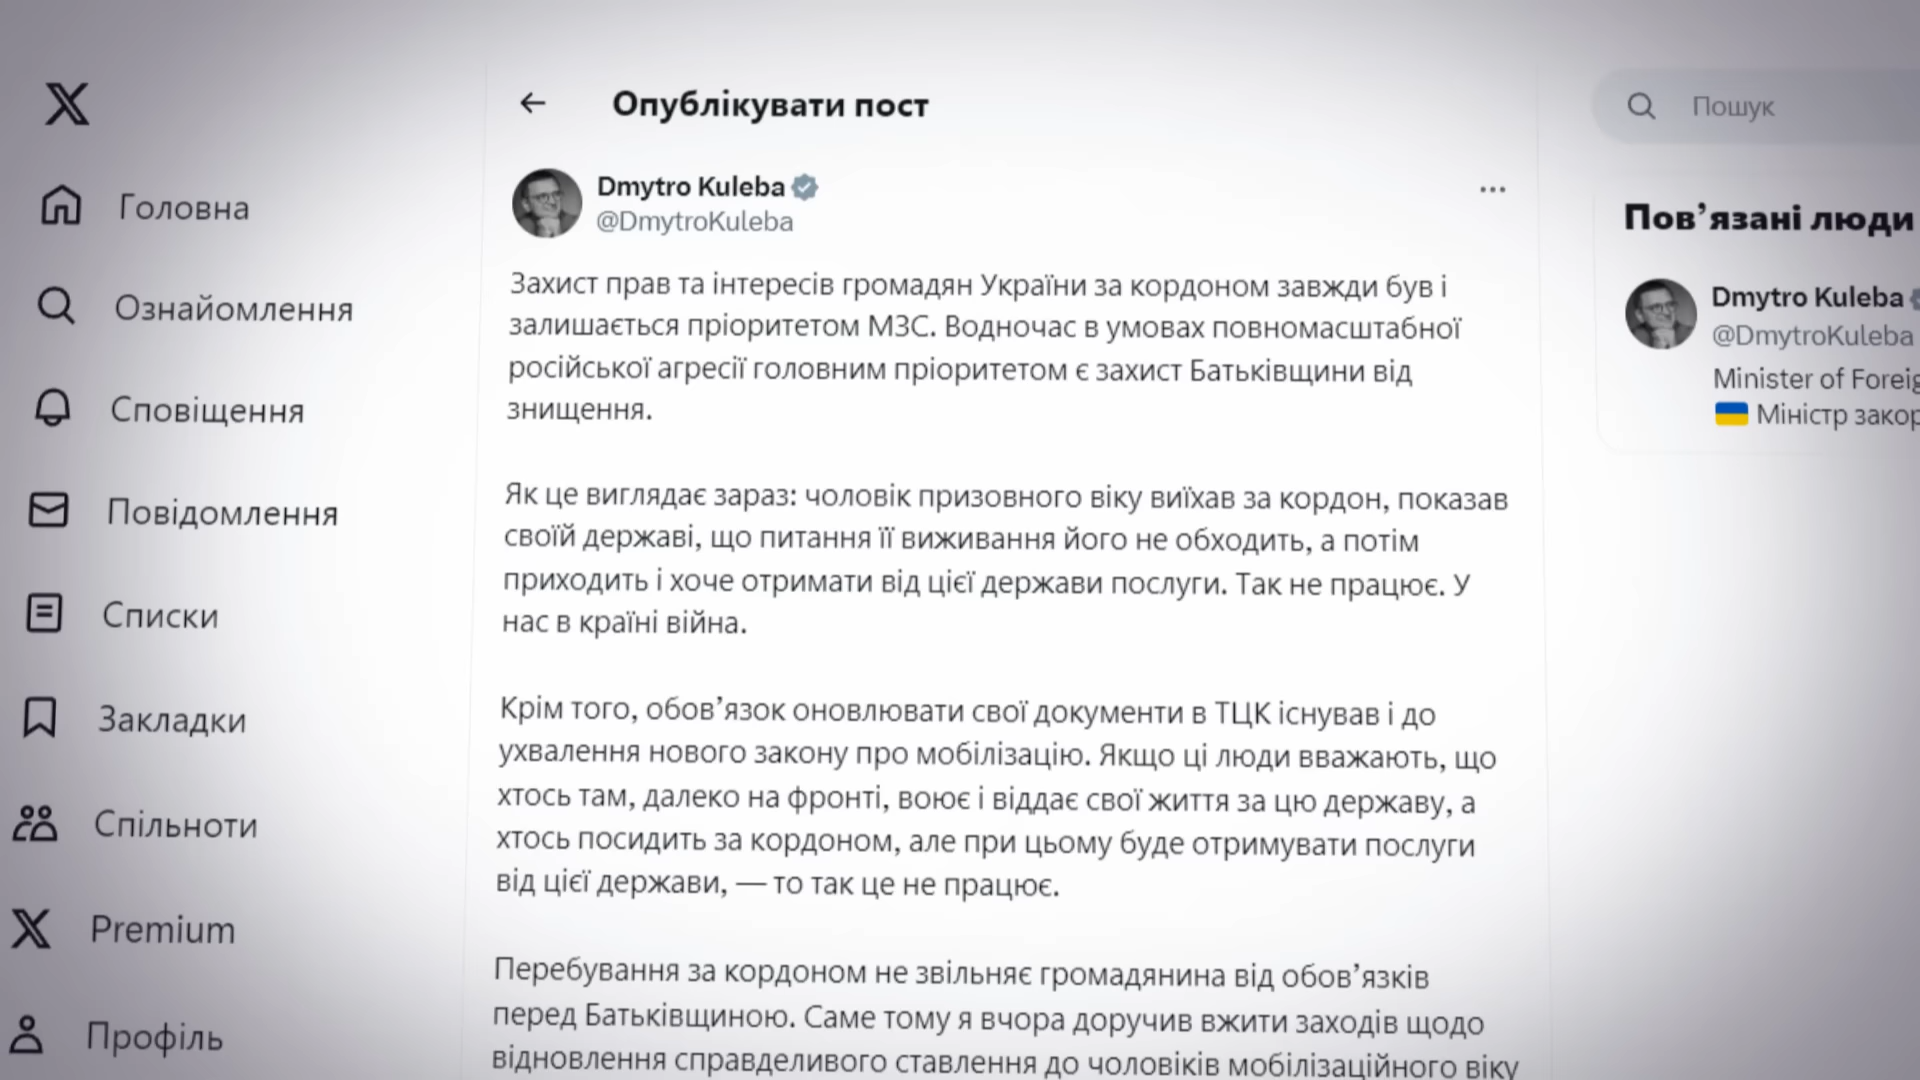 Головна
Ознайомлення
Сповіщення
Повідомлення
Списки
Закладки
Спільноти
Premium
Профіль
Опублікувати пост
Dmytro Kuleba
@DmytroKuleba
Захист прав та інтересів громадян України за кордоном завжди був і
залишається пріоритетом МЗС. Водночас в умовах повномасштабної
російської агресії головним пріоритетом є захист Батьківщини від
знищення.
Як це виглядає зараз: чоловік призовного віку виїхав за кордон, показав
своїй державі, що питання її виживання його не обходить, а потім
приходить і хоче отримати від цієї держави послуги. Так не працює. У
нас в країні війна.
Крім того, обов’язок оновлювати свої документи в ТЦК існував і до
ухвалення нового закону про мобілізацію. Якщо ці люди вважають, що
хтось там, далеко на фронті, воює і віддає свої життя за цю державу, а
хтось посидить за кордоном, але при цьому буде отримувати послуги
від цієї держави, — то так це не працює.
Перебування за кордоном не звільняє громадянина від обов’язків
перед Батьківщиною. Саме тому я вчора доручив вжити заходів щодо
відновлення справедливого ставлення до чоловіків мобілізаційного віку
Пошук
Пов’язані люди
Dmytro Kuleba
@DmytroKuleba
Minister of Foreig
Міністр закор